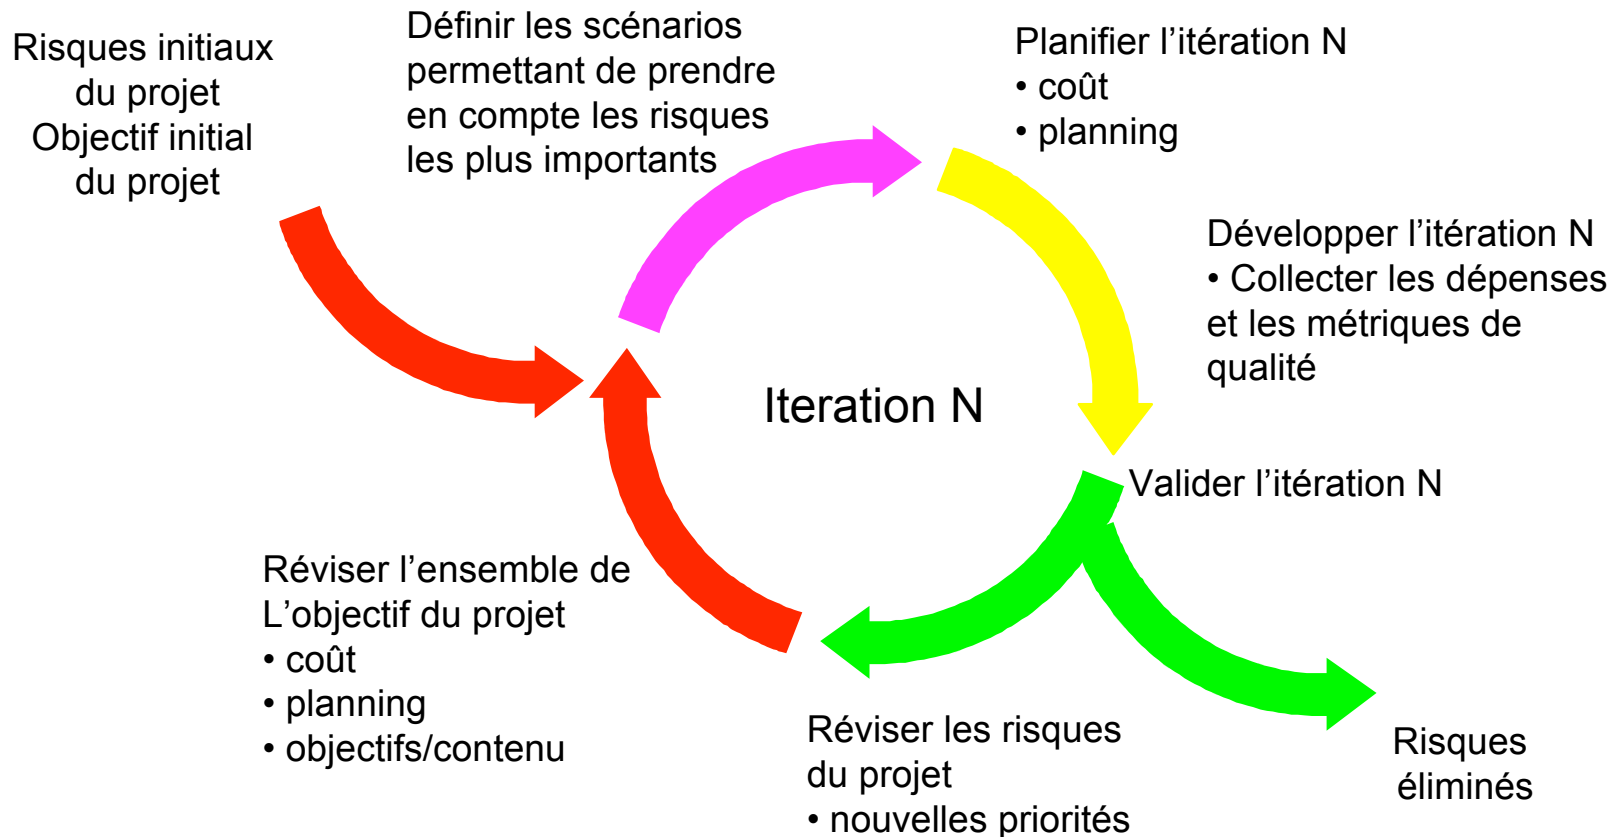 Risques initiaux
du projet
Objectif initial
du projet
Définir les scénarios
permettant de prendre
en compte les risques
les plus importants
Planifier l’itération N
• coût
• planning
Développer l’itération N
• Collecter les dépenses
et les métriques de
qualité
Iteration N
Valider l’itération N
Réviser l’ensemble de
L’objectif du projet
• coût
• planning
• objectifs/contenu
Réviser les risques
du projet
• nouvelles priorités
Risques
éliminés